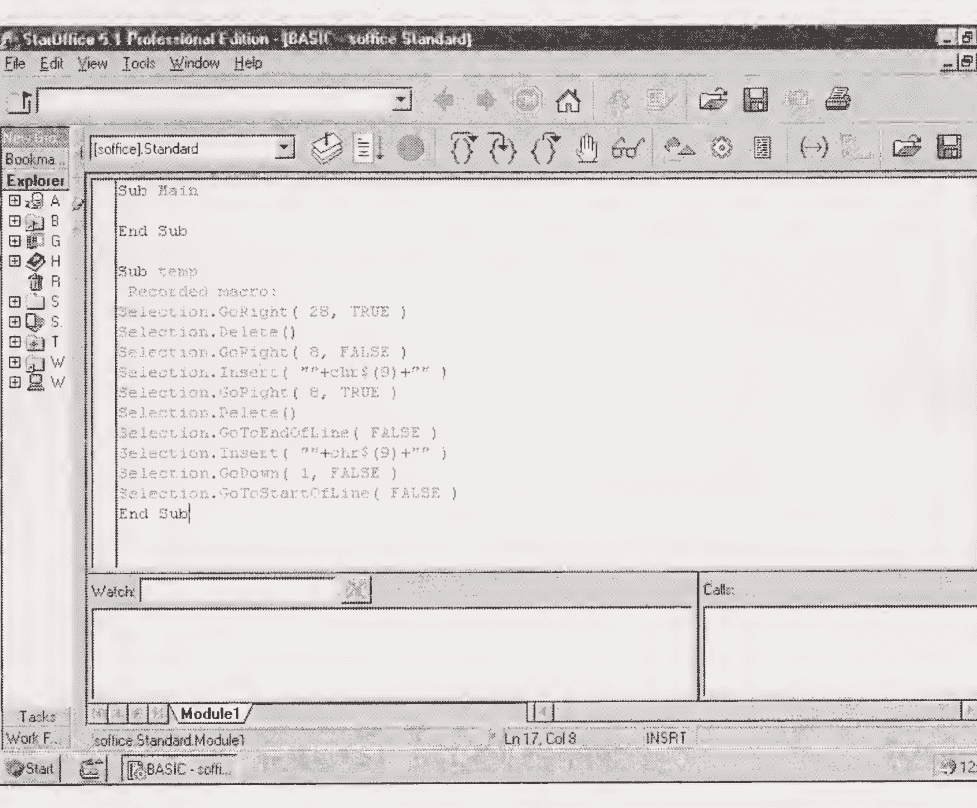 StarOffice 5.1 Professional Edition - [BASIC - soffice Standard]
File Edit View Tools Window Help
[soffice].Standard
Bookma...
Explorer
A
B
G
H
R
S
S.
T
W
W
Sub Main
End Sub
Sub temp
Recorded macro:
Selection.GoRight( 28, TRUE )
Selection.Delete()
Selection.GoRight( 8, FALSE )
Selection.Insert( ""+chr$(9)+"" )
Selection.GoRight( 8, TRUE )
Selection.Delete()
Selection.GoToEndOfLine( FALSE )
Selection.Insert( ""+chr$(9)+"" )
Selection.GoDown( 1, FALSE )
Selection.GoToStartOfLine( FALSE )
End Sub
Watch:
Calls:
Tasks
Module1
Work F...
soffice.Standard.Module1
Ln 17, Col 8
INSRT
Start
BASIC - soffi...
12: